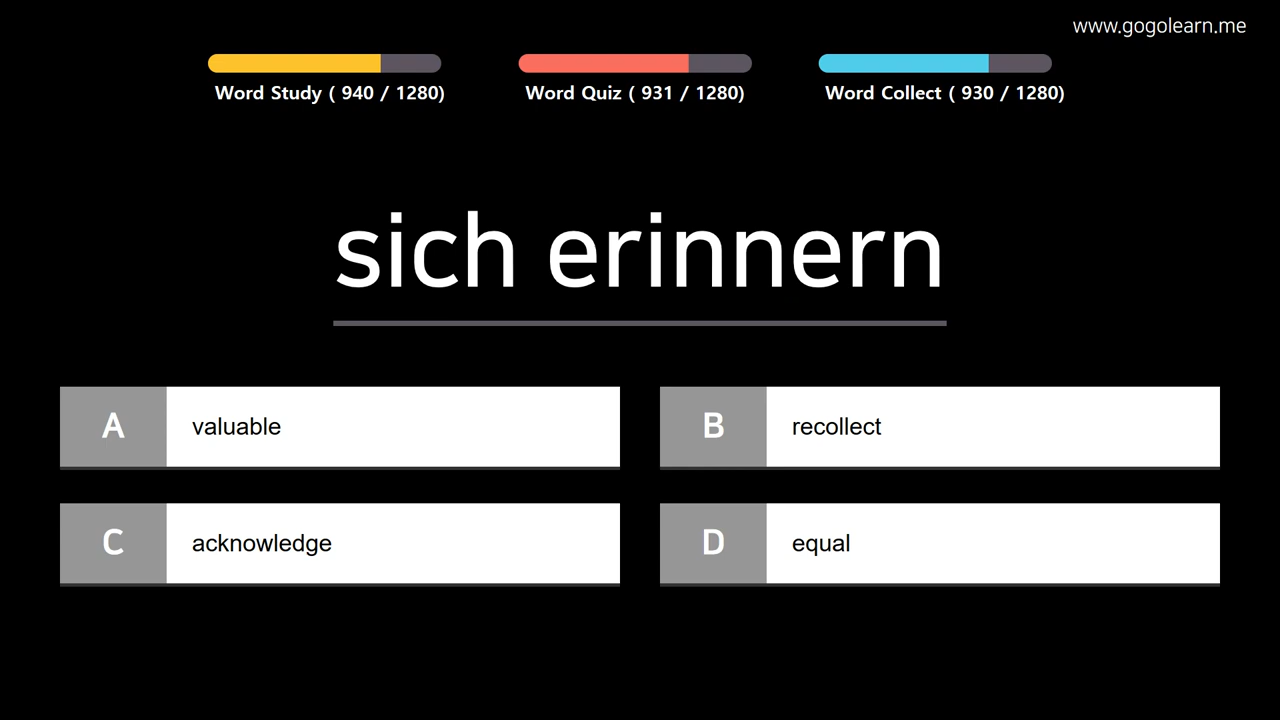 www.gogolearn.me
Word Study ( 940 / 1280)
Word Quiz ( 931 / 1280)
Word Collect ( 930 / 1280)
sich erinnern
A valuable
B recollect
C acknowledge
D equal